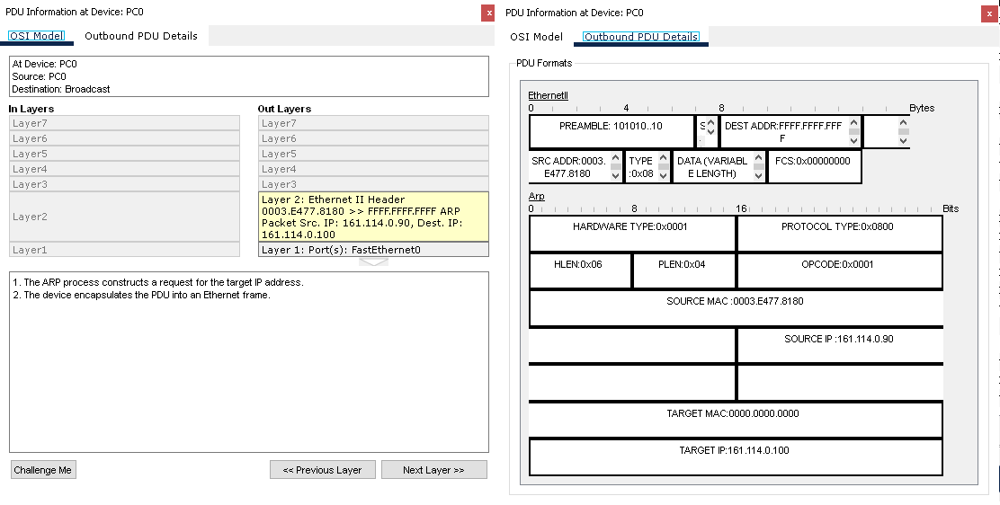 PDU Information at Device: PC0
x
OSI Model
Outbound PDU Details
At Device: PC0
Source: PC0
Destination: Broadcast
In Layers
Layer7
Layer6
Layer5
Layer4
Layer3
Layer2
Layer1
Out Layers
Layer7
Layer6
Layer5
Layer4
Layer3
Layer 2: Ethernet II Header
0003.E477.8180 >> FFFF.FFFF.FFFF ARP
Packet Src. IP: 161.114.0.90, Dest. IP:
161.114.0.100
Layer 1: Port(s): FastEthernet0
1. The ARP process constructs a request for the target IP address.
2. The device encapsulates the PDU into an Ethernet frame.
Challenge Me
<< Previous Layer
Next Layer >>
PDU Information at Device: PC0
x
OSI Model
Outbound PDU Details
PDU Formats
EthernetII
0 4 8 Bytes
PREAMBLE: 101010..10
S
DEST ADDR:FFFF.FFFF.FFF
F
SRC ADDR:0003.
E477.8180
TYPE
:0x08
DATA (VARIABL
E LENGTH)
FCS:0x00000000
Arp
0 8 16 Bits
HARDWARE TYPE:0x0001
PROTOCOL TYPE:0x0800
HLEN:0x06
PLEN:0x04
OPCODE:0x0001
SOURCE MAC :0003.E477.8180
SOURCE IP :161.114.0.90
TARGET MAC:0000.0000.0000
TARGET IP:161.114.0.100